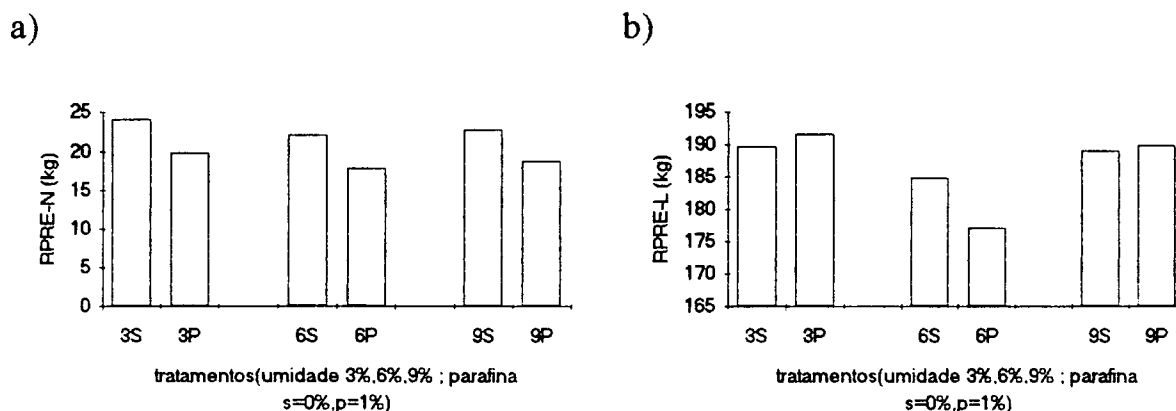 a)
RPRE-N (kg)
25
20
15
10
5
0
3S 3P 6S 6P 9S 9P
tratamentos(umidade 3%,6%,9% ; parafina
s=0%,p=1%)
b)
RPRE-L (kg)
195
190
185
180
175
170
165
3S 3P 6S 6P 9S 9P
tratamentos(umidade 3%,6%,9% ; parafina
s=0%,p=1%)